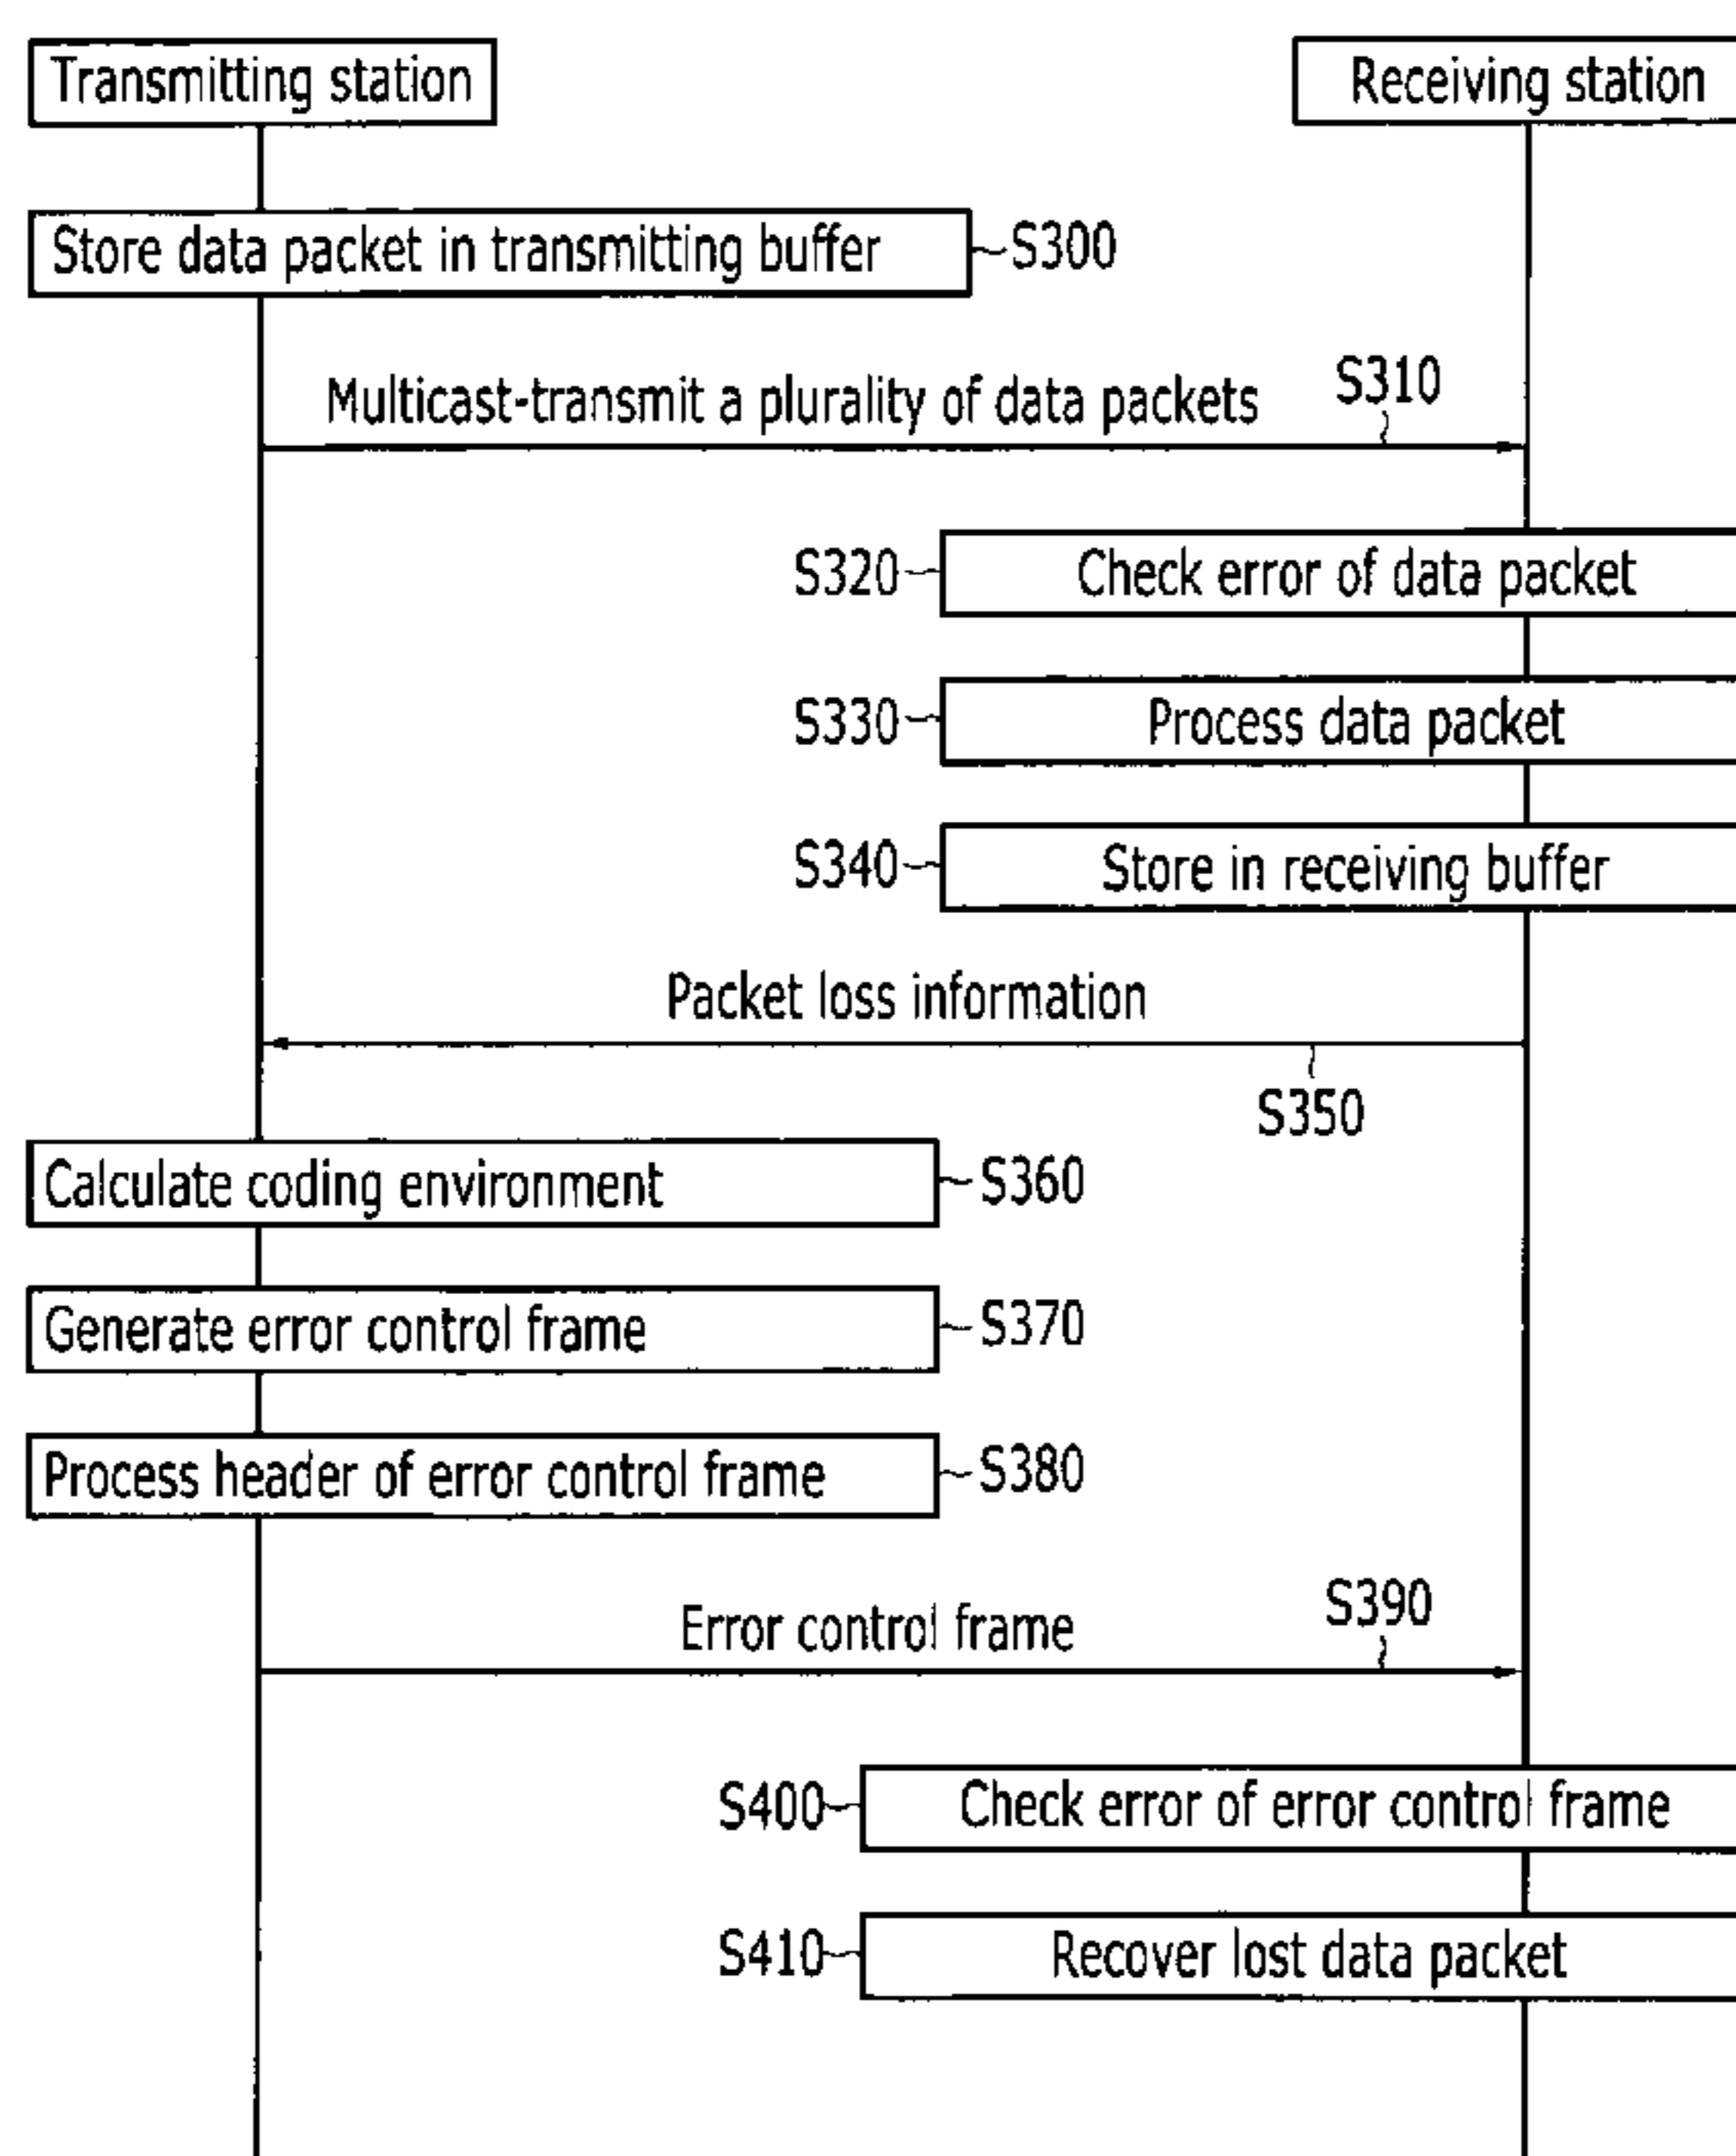 Transmitting station
Receiving station
Store data packet in transmitting buffer S300
Multicast-transmit a plurality of data packets S310
S320 Check error of data packet
S330 Process data packet
S340 Store in receiving buffer
Packet loss information
S350
Calculate coding environment S360
Generate error control frame S370
Process header of error control frame S380
Error control frame S390
S400 Check error of error control frame
S410 Recover lost data packet